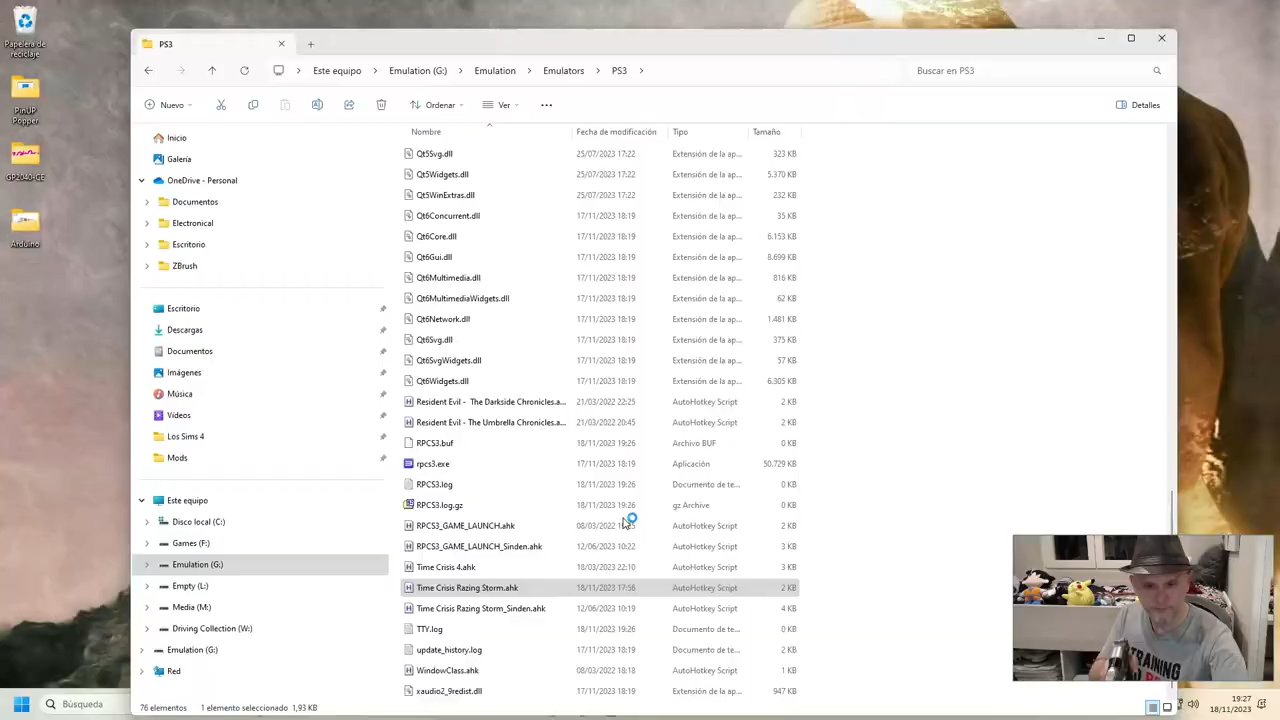 Papelera de
reciclaje
PinUP
Popper
GP2040-CE
Arduino
PS3
Este equipo
Emulation (G:)
Emulation
Emulators
PS3
Buscar en PS3
Nuevo
Ordenar
Ver
Detalles
Inicio
Galería
OneDrive - Personal
Documentos
Electronical
Escritorio
ZBrush
Escritorio
Descargas
Documentos
Imágenes
Música
Vídeos
Los Sims 4
Mods
Este equipo
Disco local (C:)
Games (F:)
Emulation (G:)
Empty (L:)
Media (M:)
Driving Collection (W:)
Emulation (G:)
Red
Nombre Fecha de modificación Tipo Tamaño
Qt5Svg.dll 25/07/2023 17:22 Extensión de la ap... 323 KB
Qt5Widgets.dll 25/07/2023 17:22 Extensión de la ap... 5.370 KB
Qt5WinExtras.dll 25/07/2023 17:22 Extensión de la ap... 232 KB
Qt6Concurrent.dll 17/11/2023 18:19 Extensión de la ap... 35 KB
Qt6Core.dll 17/11/2023 18:19 Extensión de la ap... 6.153 KB
Qt6Gui.dll 17/11/2023 18:19 Extensión de la ap... 8.699 KB
Qt6Multimedia.dll 17/11/2023 18:19 Extensión de la ap... 816 KB
Qt6MultimediaWidgets.dll 17/11/2023 18:19 Extensión de la ap... 62 KB
Qt6Network.dll 17/11/2023 18:19 Extensión de la ap... 1.481 KB
Qt6Svg.dll 17/11/2023 18:19 Extensión de la ap... 375 KB
Qt6SvgWidgets.dll 17/11/2023 18:19 Extensión de la ap... 57 KB
Qt6Widgets.dll 17/11/2023 18:19 Extensión de la ap... 6.305 KB
Resident Evil - The Darkside Chronicles.a... 21/03/2022 22:25 AutoHotkey Script 2 KB
Resident Evil - The Umbrella Chronicles.a... 21/03/2022 20:45 AutoHotkey Script 2 KB
RPCS3.buf 18/11/2023 19:26 Archivo BUF 0 KB
rpcs3.exe 17/11/2023 18:19 Aplicación 50.729 KB
RPCS3.log 18/11/2023 19:26 Documento de te... 0 KB
RPCS3.log.gz 18/11/2023 19:26 gz Archive 0 KB
RPCS3_GAME_LAUNCH.ahk 08/03/2022 AutoHotkey Script 2 KB
RPCS3_GAME_LAUNCH_Sinden.ahk 12/06/2023 10:22 AutoHotkey Script 3 KB
Time Crisis 4.ahk 18/03/2023 22:10 AutoHotkey Script 3 KB
Time Crisis Razing Storm.ahk 18/11/2023 17:56 AutoHotkey Script 2 KB
Time Crisis Razing Storm_Sinden.ahk 12/06/2023 10:19 AutoHotkey Script 4 KB
TTY.log 18/11/2023 19:26 Documento de te... 0 KB
update_history.log 17/11/2023 18:19 Documento de te... 2 KB
WindowClass.ahk 08/03/2022 18:18 AutoHotkey Script 1 KB
xaudio2_9redist.dll 17/11/2023 18:19 Extensión de la ap... 947 KB
76 elementos 1 elemento seleccionado 1,93 KB
TRAINING
Búsqueda
19:27
18/11/2023